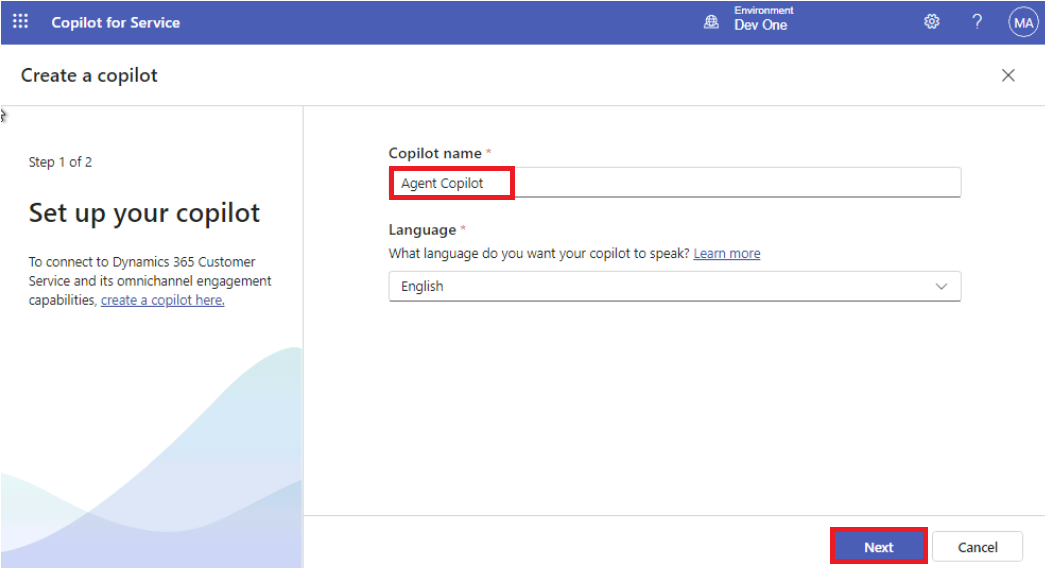 Copilot for Service
Environment
Dev One
?
MA
Create a copilot
Step 1 of 2
Set up your copilot
To connect to Dynamics 365 Customer
Service and its omnichannel engagement
capabilities, create a copilot here.
Copilot name *
Agent Copilot
Language *
What language do you want your copilot to speak? Learn more
English
Next
Cancel